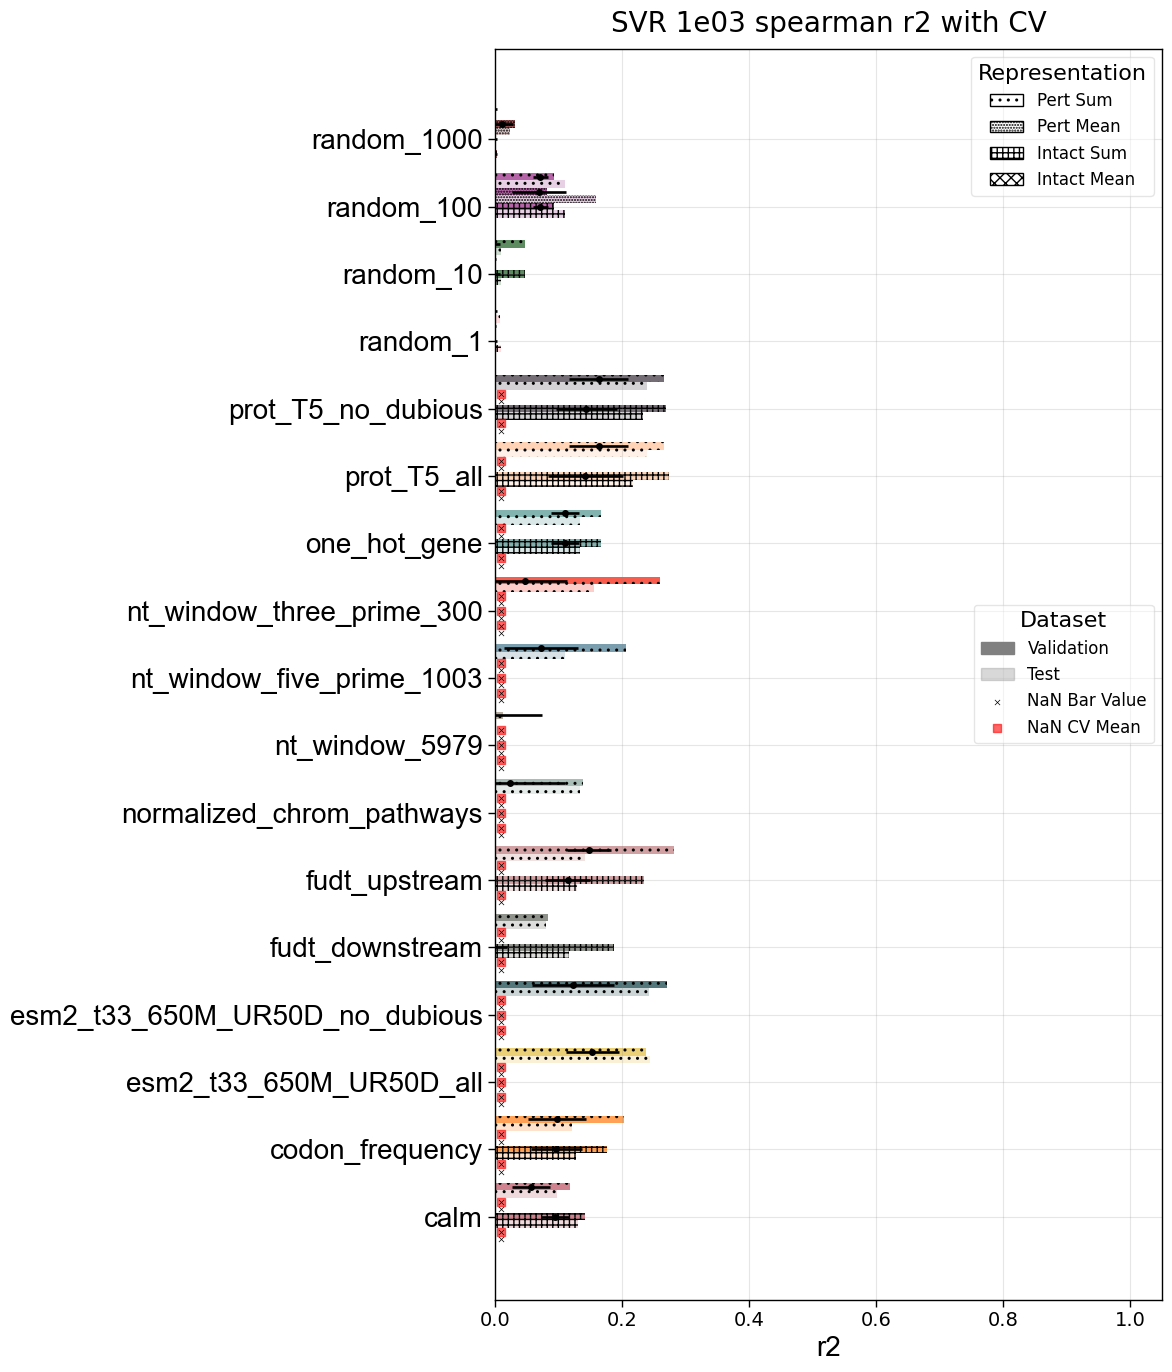 SVR 1e03 spearman r2 with CV
Representation
Pert Sum
Pert Mean
Intact Sum
Intact Mean
random_1000
random_100
random_10
random_1
prot_T5_no_dubious
prot_T5_all
one_hot_gene
nt_window_three_prime_300
nt_window_five_prime_1003
nt_window_5979
normalized_chrom_pathways
fudt_upstream
fudt_downstream
esm2_t33_650M_UR50D_no_dubious
esm2_t33_650M_UR50D_all
codon_frequency
calm
Dataset
Validation
Test
NaN Bar Value
NaN CV Mean
0.0 0.2 0.4 0.6 0.8 1.0
r2